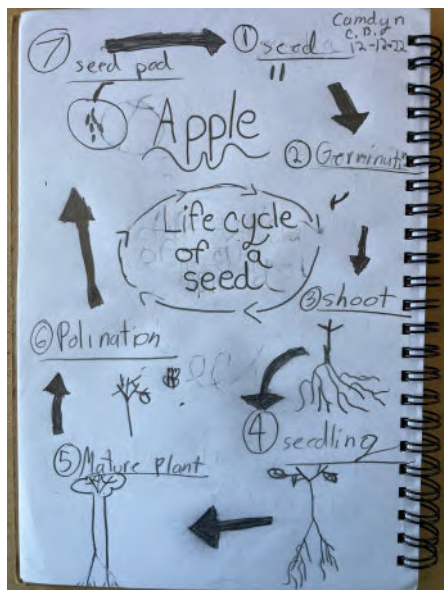 Camdyn
C. D.
12-12-22
① seed
② Germinutin
③ shoot
④ seedling
⑤ Mature plant
⑥ Polination
⑦ seed pod
Apple
Life cycle
of a
seed